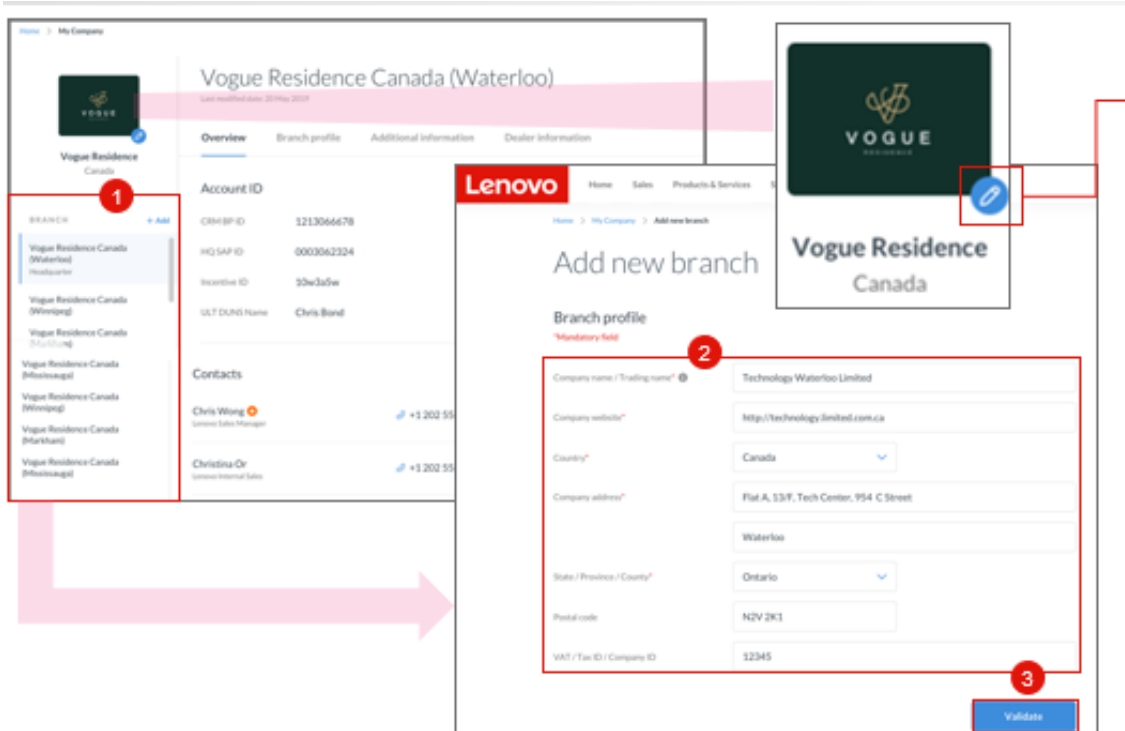 Home > My Company
VOGUE
Vogue Residence
Canada
1
BRANCH + Add
Vogue Residence Canada
(Waterloo)
Headquarter
Vogue Residence Canada
(Winnipeg)
Vogue Residence Canada
(Markham)
Vogue Residence Canada
(Mississauga)
Vogue Residence Canada
(Winnipeg)
Vogue Residence Canada
(Markham)
Vogue Residence Canada
(Mississauga)
Vogue Residence Canada (Waterloo)
Last modified date: 20 May 2019
Overview Branch profile Additional information Dealer information
Account ID
CRM BP ID 1213066678
HQ SAP ID 0003062324
Incentive ID 10w3a5w
ULT DUNS Name Chris Bond
Contacts
Chris Wong +1 202 55
Lenovo Sales Manager
Christina Or +1 202 55
Lenovo Internal Sales
VOGUE
RESIDENCE
Vogue Residence
Canada
Lenovo Home Sales Products & Services S
Home > My Company > Add new branch
Add new branch
Branch profile
*Mandatory field
2
Company name / Trading name* Technology Waterloo Limited
Company website* http://technology.limited.com.ca
Country* Canada
Company address* Flat A, 13/F, Tech Center, 954 C Street
Waterloo
State / Province / County* Ontario
Postal code N2V 2K1
VAT / Tax ID / Company ID 12345
3
Validate